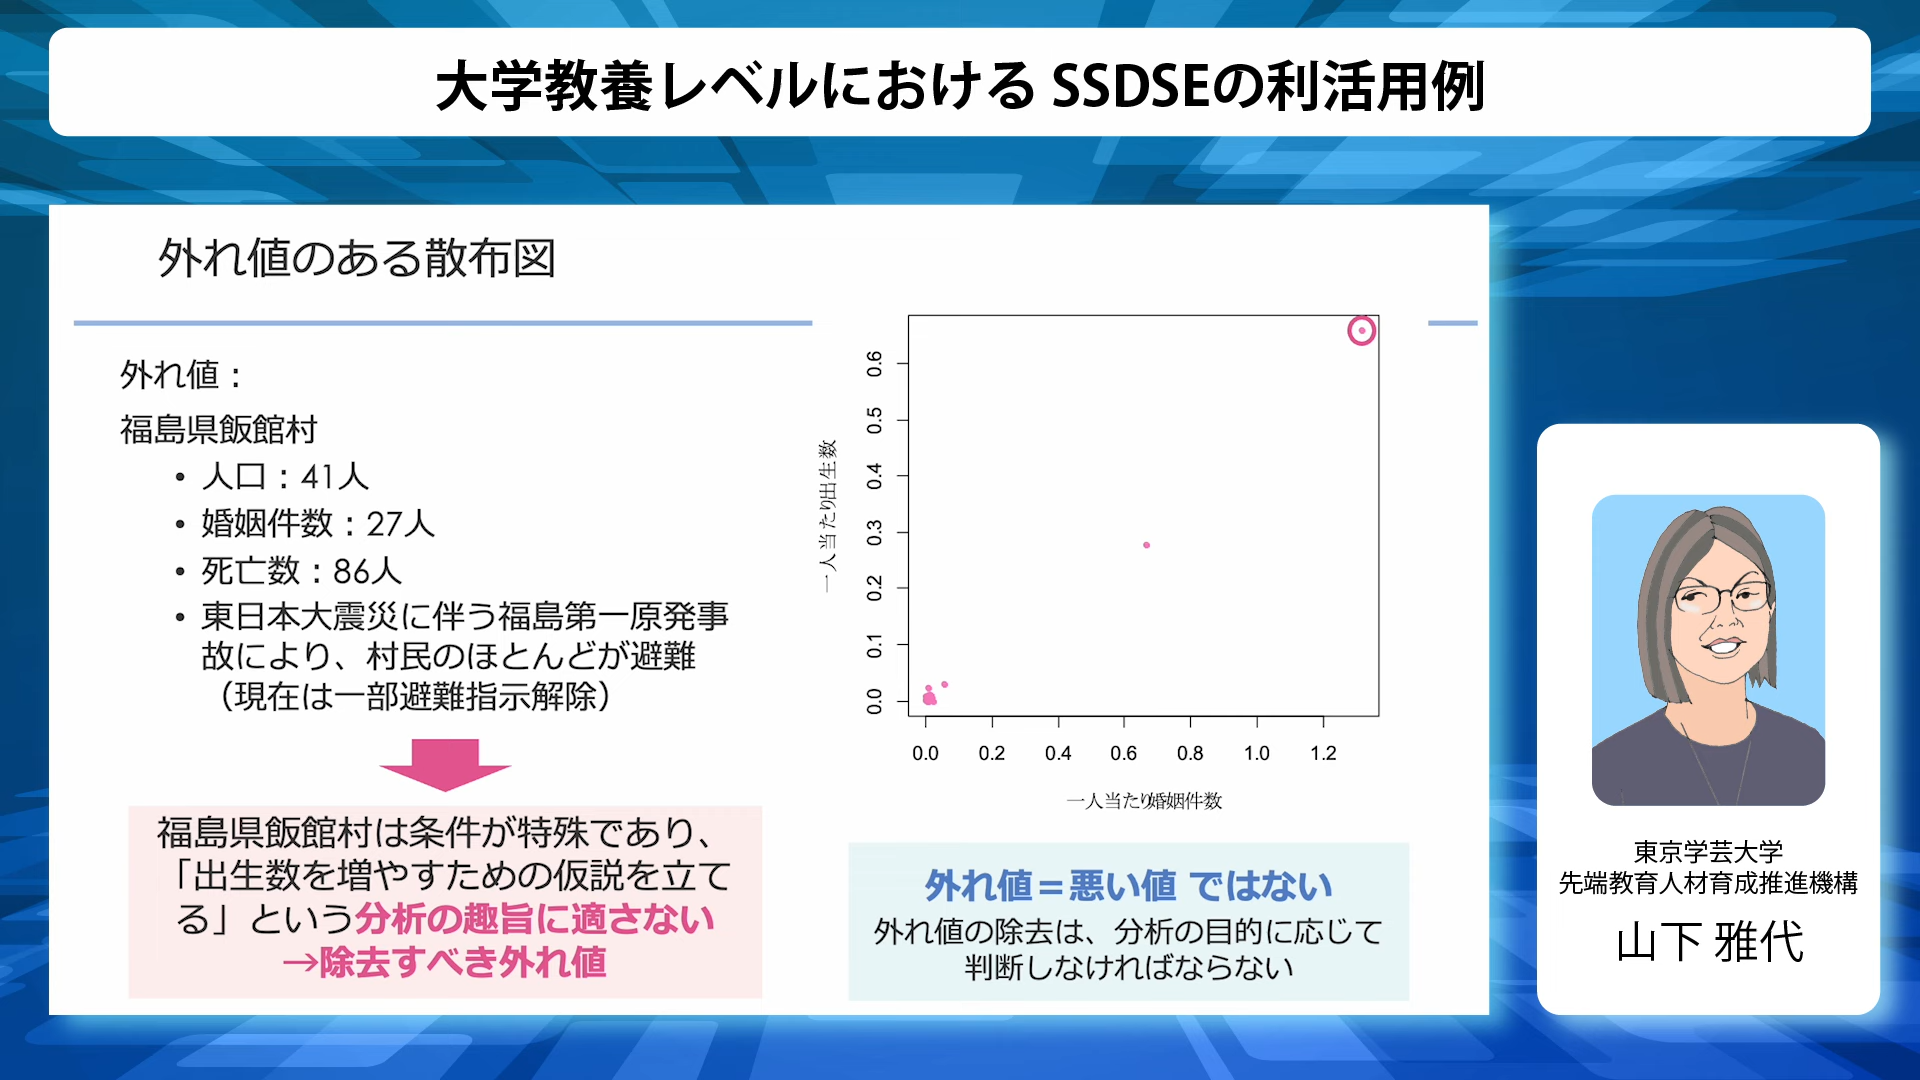 大学教養レベルにおける SSDSEの利活用例
外れ値のある散布図
外れ値：
福島県飯館村
• 人口：41人
• 婚姻件数：27人
• 死亡数：86人
• 東日本大震災に伴う福島第一原発事
故により、村民のほとんどが避難
（現在は一部避難指示解除）
福島県飯館村は条件が特殊であり、
「出生数を増やすための仮説を立て
る」という分析の趣旨に適さない
→除去すべき外れ値
一人当たり出生数
0.6
0.5
0.4
0.3
0.2
0.1
0.0
0.0 0.2 0.4 0.6 0.8 1.0 1.2
一人当たり婚姻件数
外れ値＝悪い値 ではない
外れ値の除去は、分析の目的に応じて
判断しなければならない
東京学芸大学
先端教育人材育成推進機構
山下 雅代